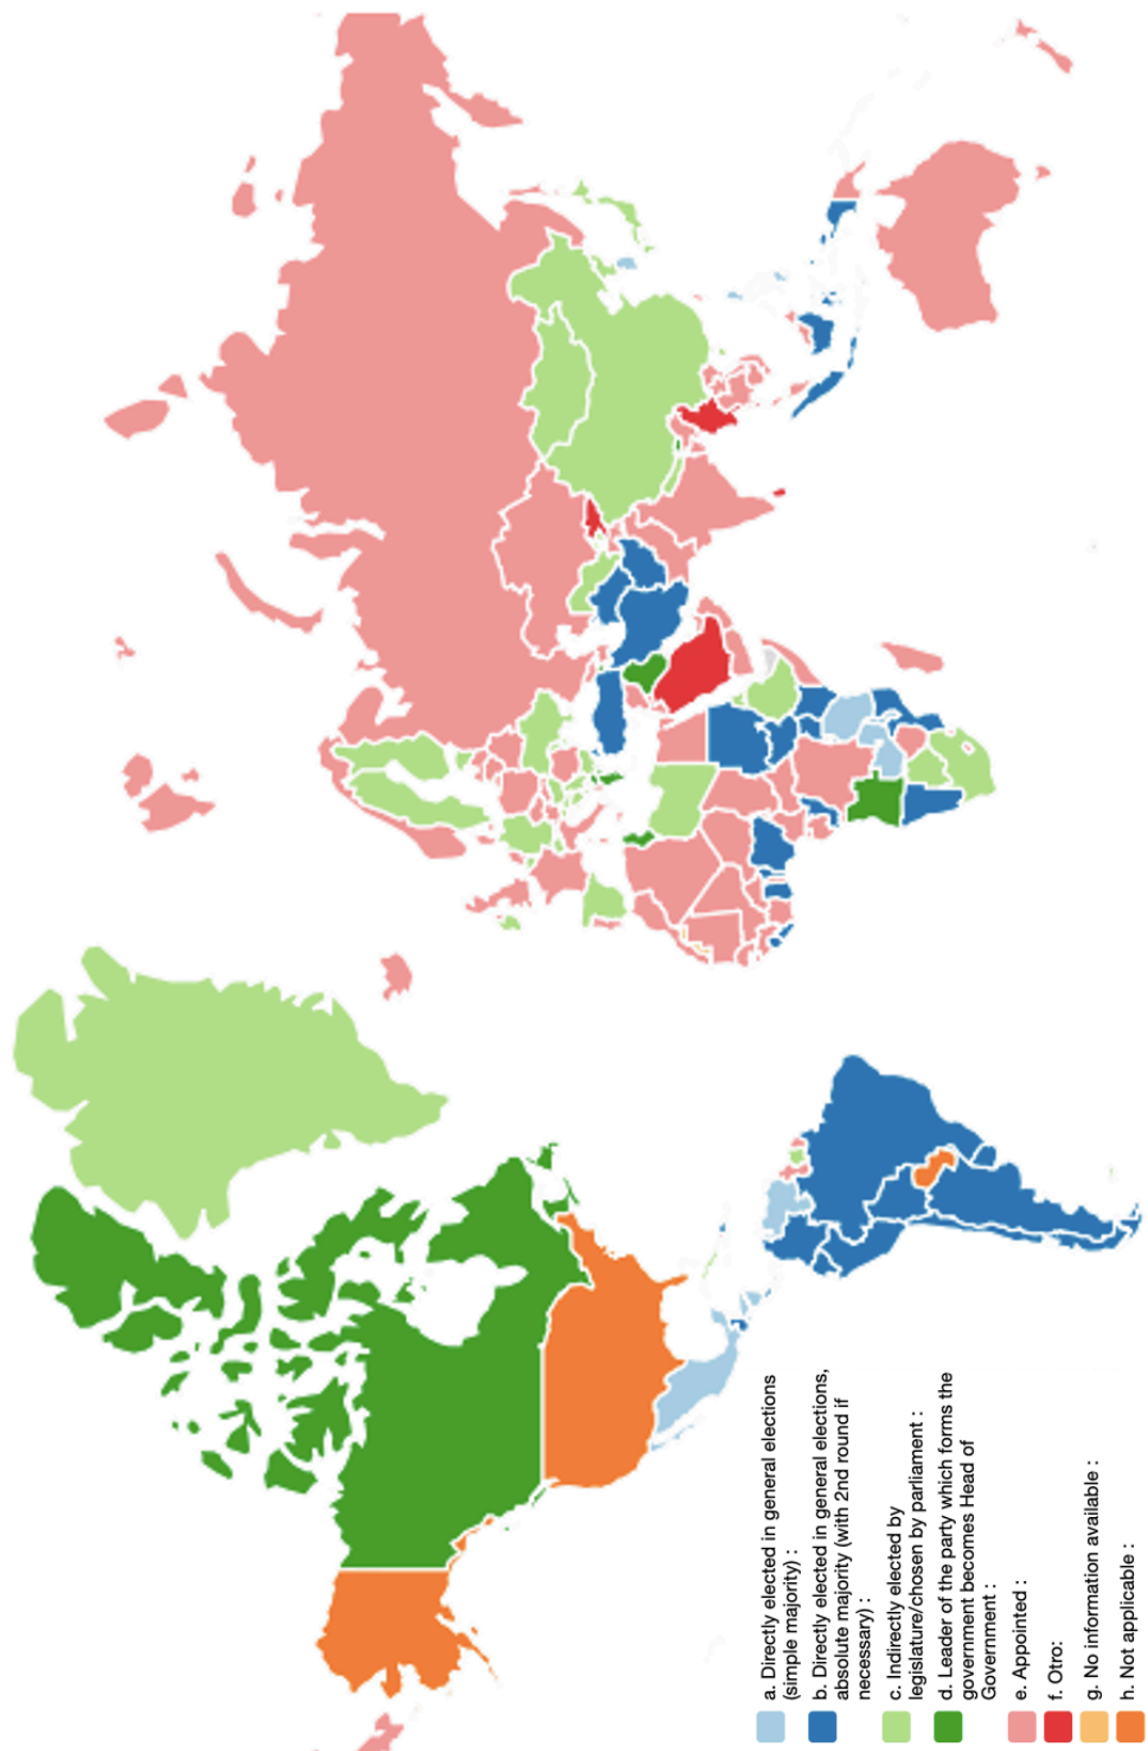 a. Directly elected in general elections
(simple majority) :
b. Directly elected in general elections,
absolute majority (with 2nd round if
necessary) :
c. Indirectly elected by
legislature/chosen by parliament :
d. Leader of the party which forms the
government becomes Head of
Government :
e. Appointed :
f. Otro:
g. No information available :
h. Not applicable :